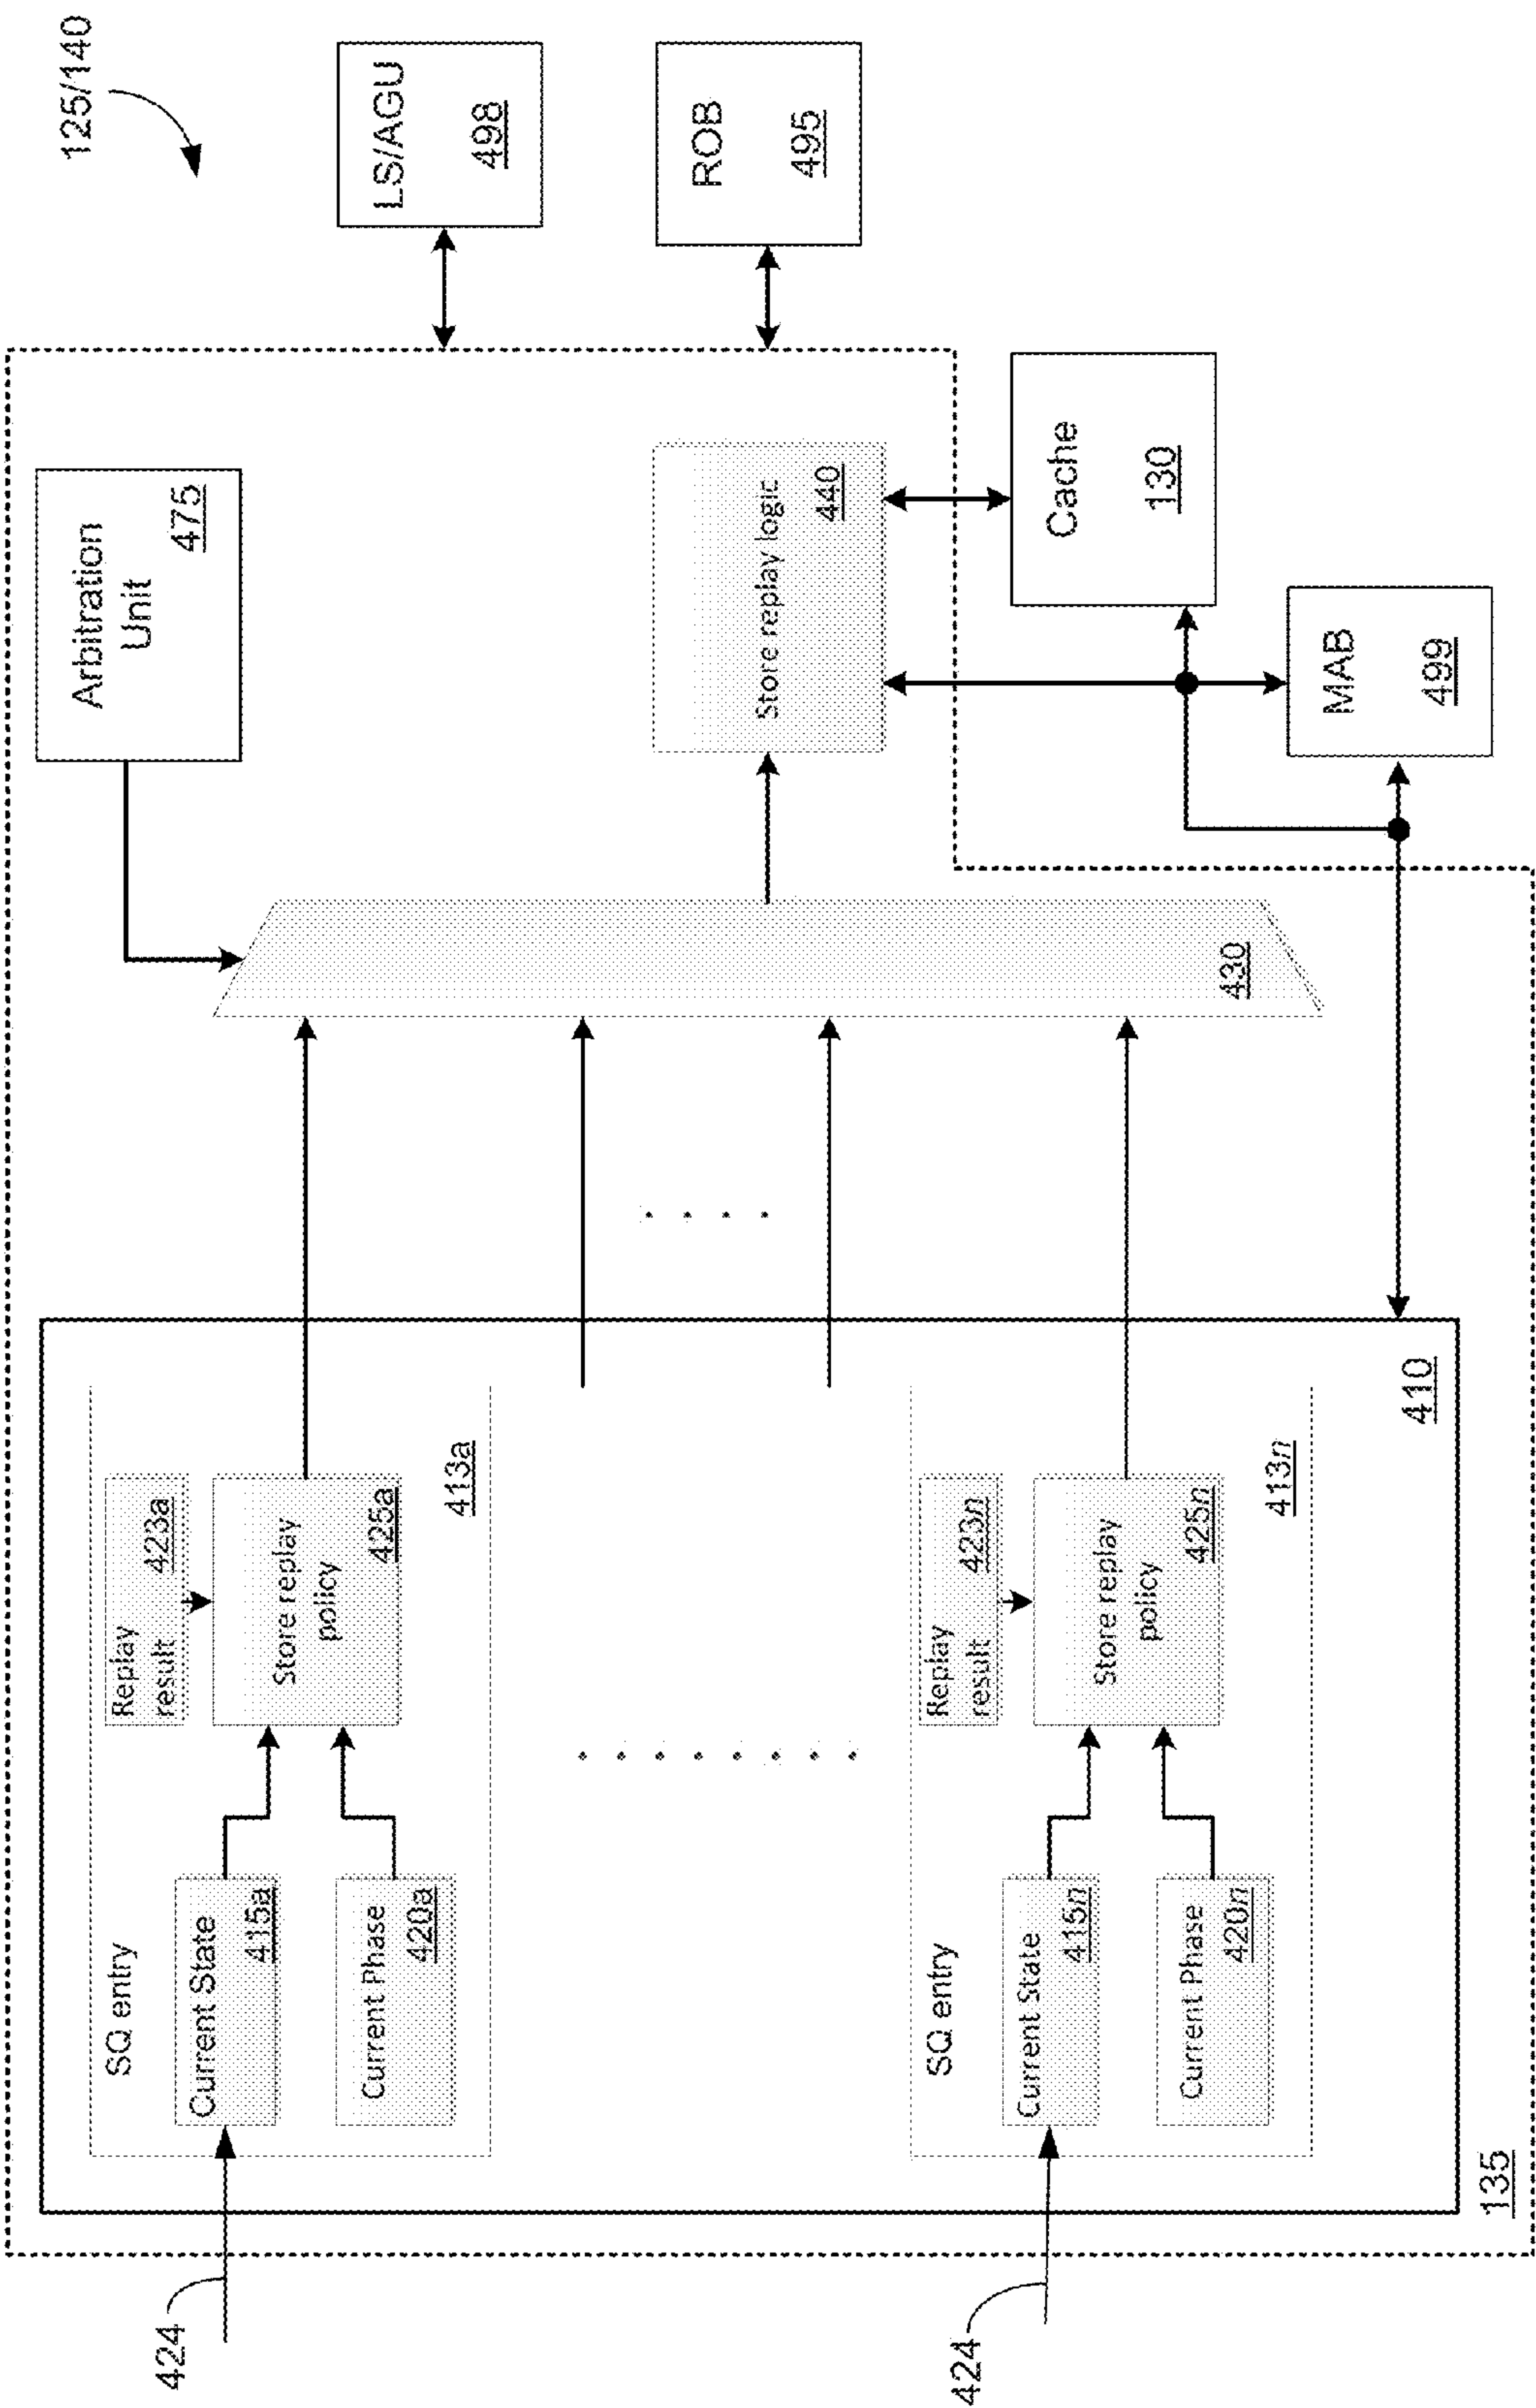 125/140
LS/AGU
498
ROB
495
Arbitration
Unit
475
Store replay logic
440
Cache
130
MAB
499
430
410
135
SQ entry
413a
Current State
415a
Current Phase
420a
Replay
result
423a
Store replay
policy
425a
SQ entry
413n
Current State
415n
Current Phase
420n
Replay
result
423n
Store replay
policy
425n
424
424